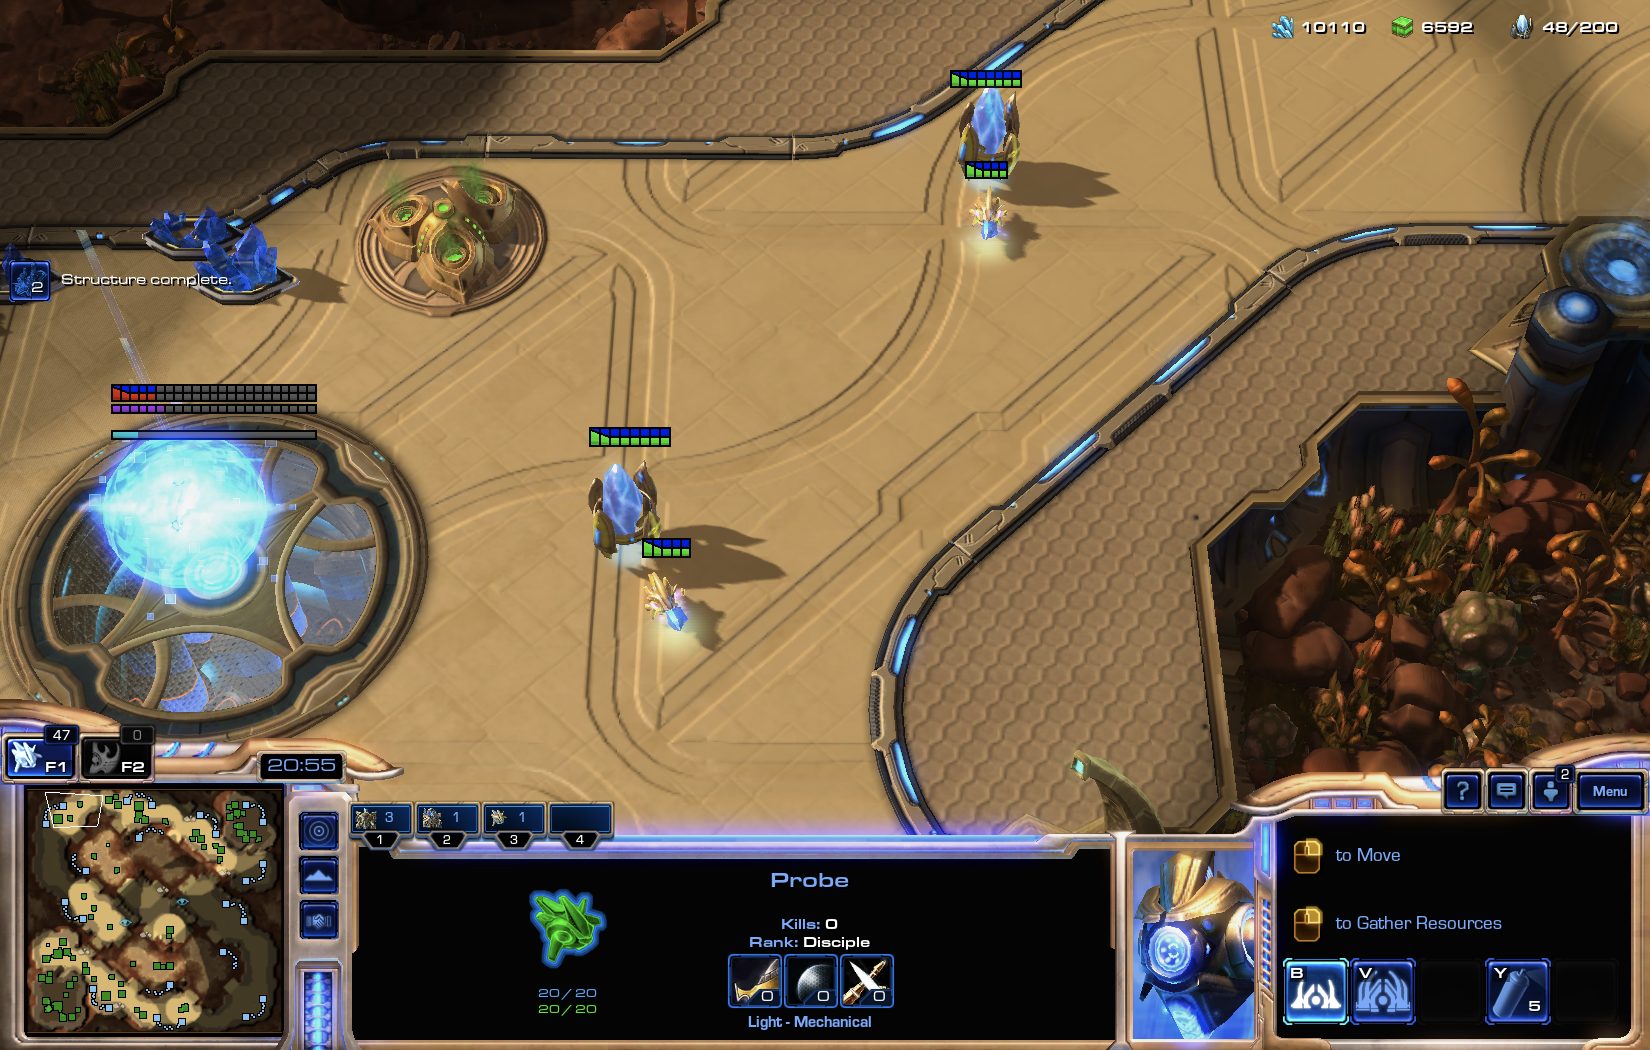 10110 6592 48/200
2 Structure complete.
47 0
F1 F2
20:55
2
? Menu
3 1 1
1 2 3 4
Probe
Kills: 0
Rank: Disciple
0 0 0
20/20
20/20
Light - Mechanical
to Move
to Gather Resources
B V Y
5